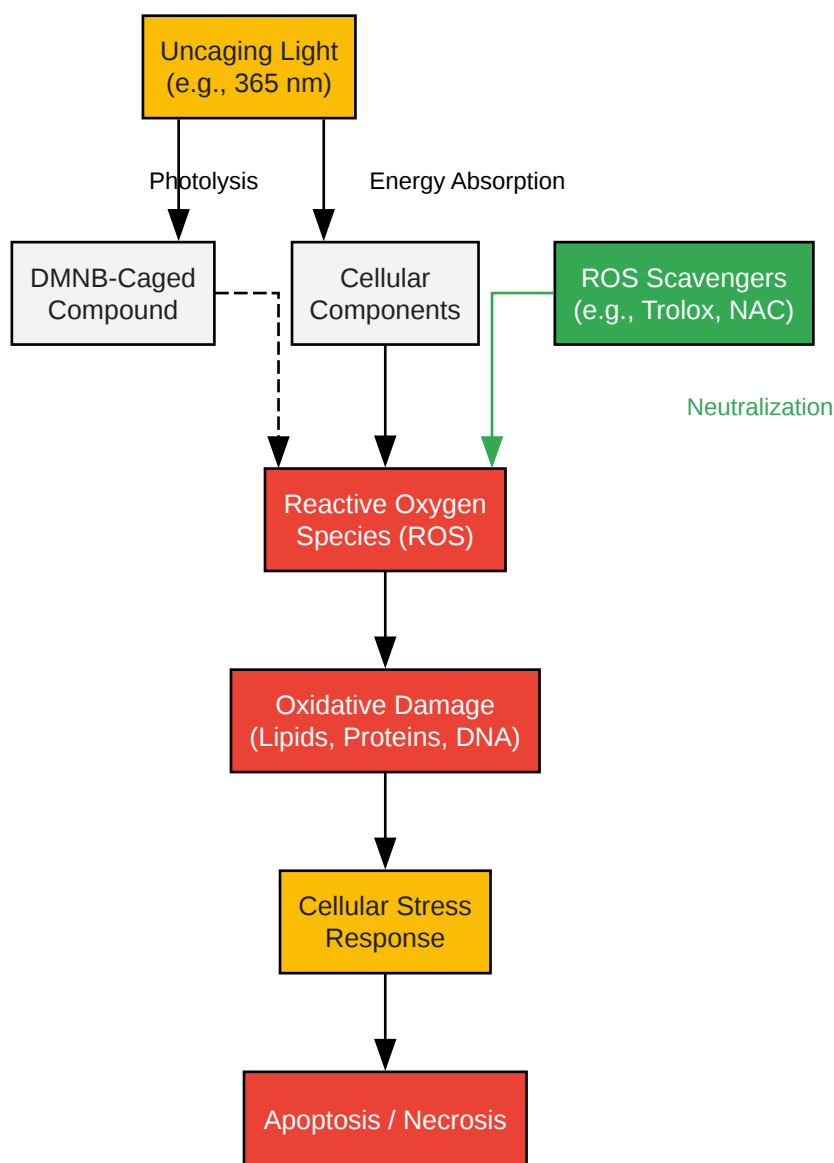 Uncaging Light
(e.g., 365 nm)
Photolysis
Energy Absorption
DMNB-Caged
Compound
Cellular
Components
ROS Scavengers
(e.g., Trolox, NAC)
Neutralization
Reactive Oxygen
Species (ROS)
Oxidative Damage
(Lipids, Proteins, DNA)
Cellular Stress
Response
Apoptosis / Necrosis